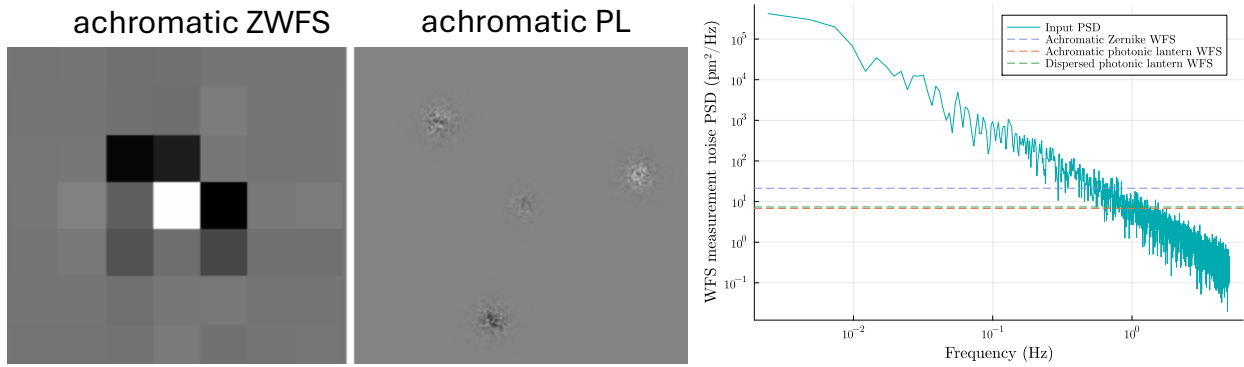 achromatic ZWFS
achromatic PL
WFS measurement noise PSD (pm²/Hz)
10⁵
10⁴
10³
10²
10¹
10⁰
10⁻¹
Input PSD
Achromatic Zernike WFS
Achromatic photonic lantern WFS
Dispersed photonic lantern WFS
10⁻² 10⁻¹ 10⁰
Frequency (Hz)